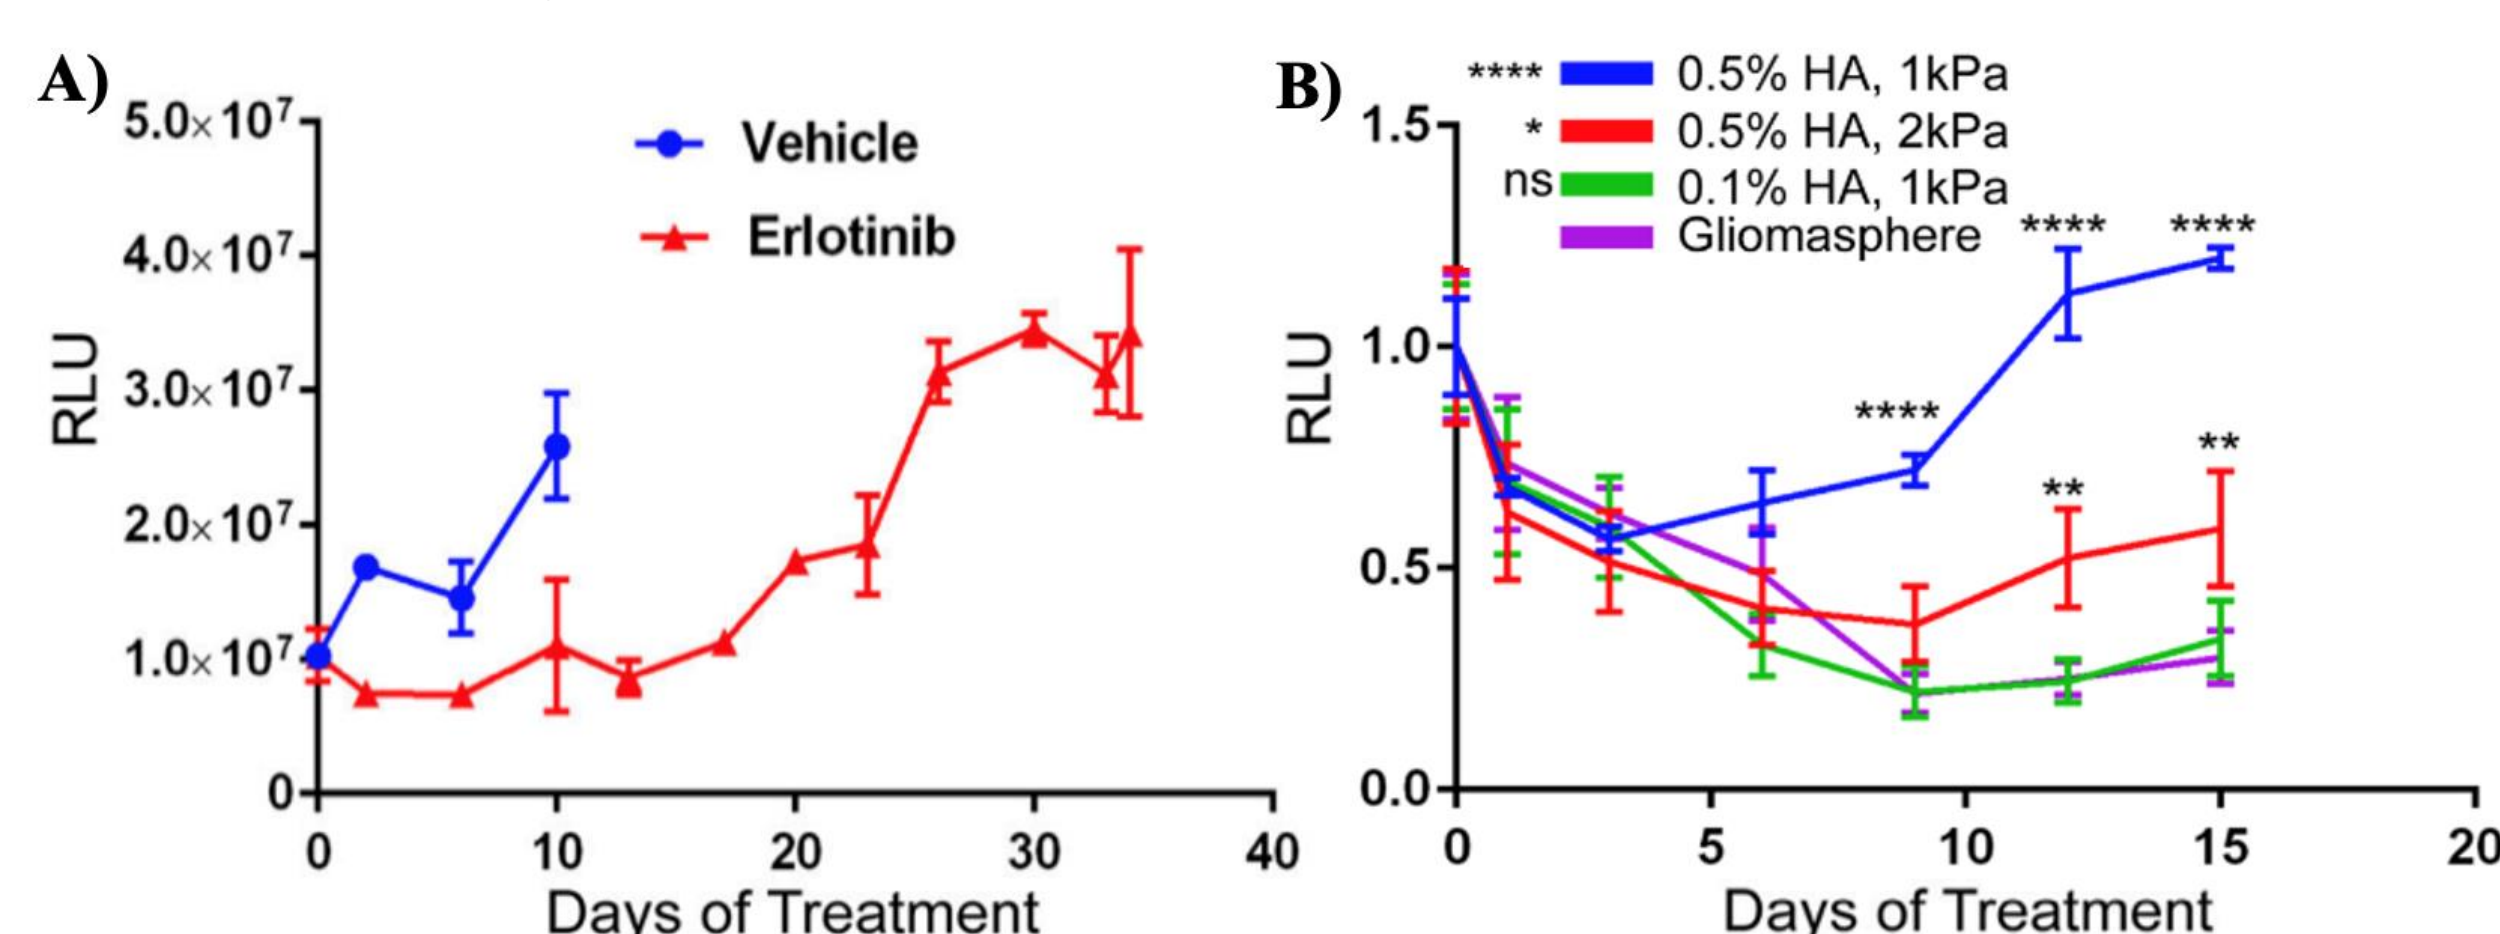 A)
5.0×10⁷
4.0×10⁷
3.0×10⁷
2.0×10⁷
1.0×10⁷
0
RLU
Vehicle
Erlotinib
0 10 20 30 40
Days of Treatment
B)
**** 0.5% HA, 1kPa
* 0.5% HA, 2kPa
ns 0.1% HA, 1kPa
Gliomasphere
1.5
1.0
0.5
0.0
RLU
**** ****
****
**
**
0 5 10 15 20
Days of Treatment